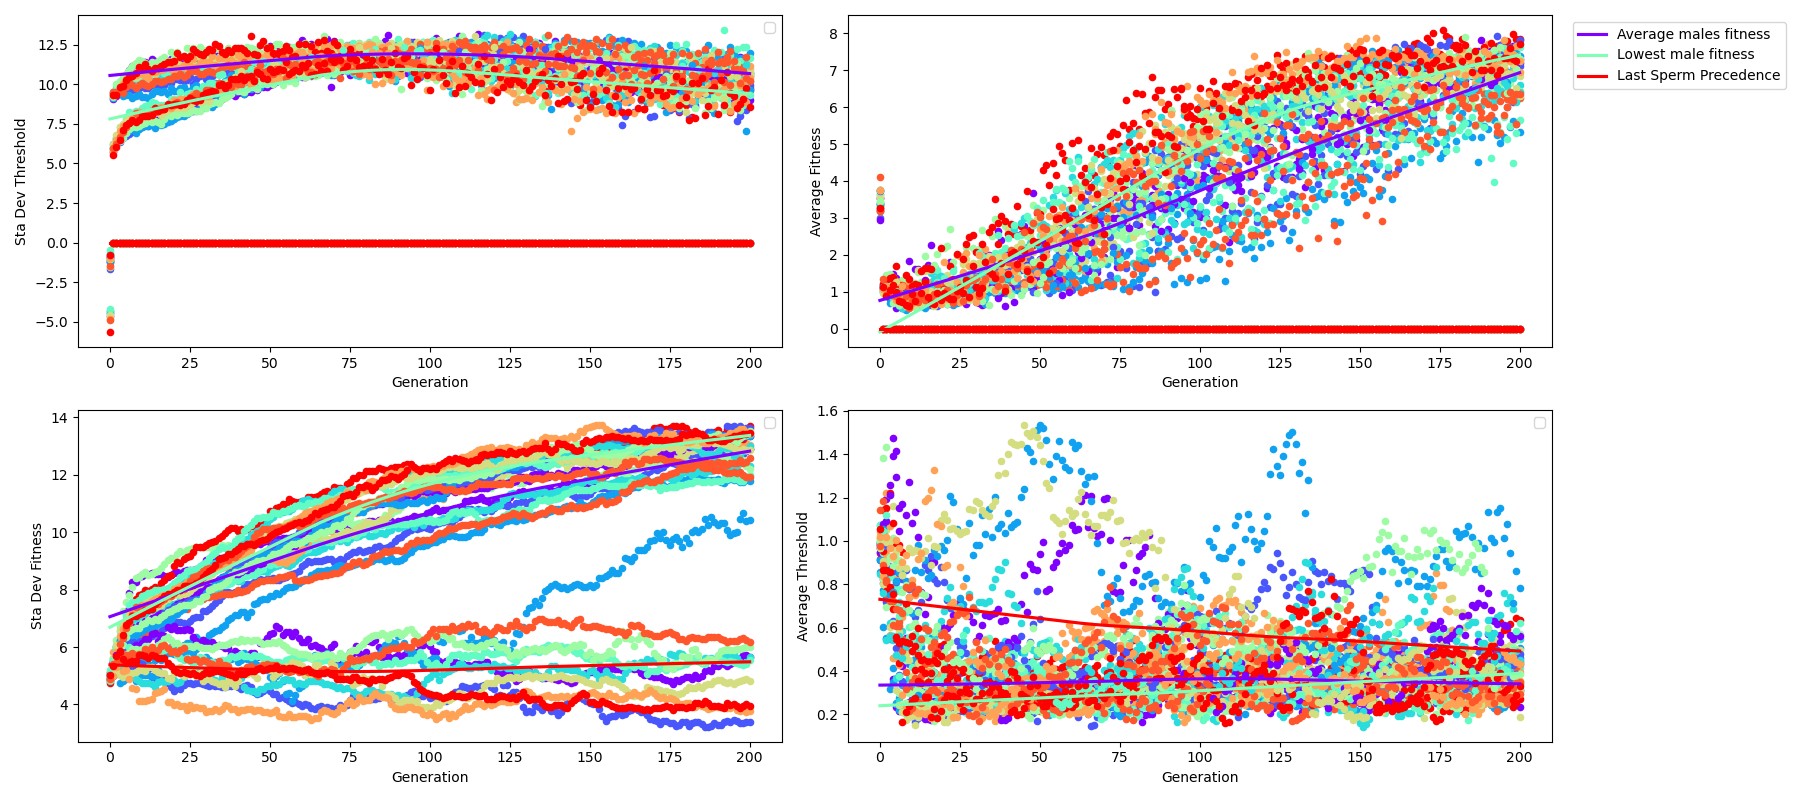 12.5
10.0
7.5
5.0
2.5
0.0
−2.5
−5.0
Sta Dev Threshold
0 25 50 75 100 125 150 175 200
Generation
8
7
6
5
4
3
2
1
0
Average Fitness
0 25 50 75 100 125 150 175 200
Generation
Average males fitness
Lowest male fitness
Last Sperm Precedence
14
12
10
8
6
4
Sta Dev Fitness
0 25 50 75 100 125 150 175 200
Generation
1.6
1.4
1.2
1.0
0.8
0.6
0.4
0.2
Average Threshold
0 25 50 75 100 125 150 175 200
Generation